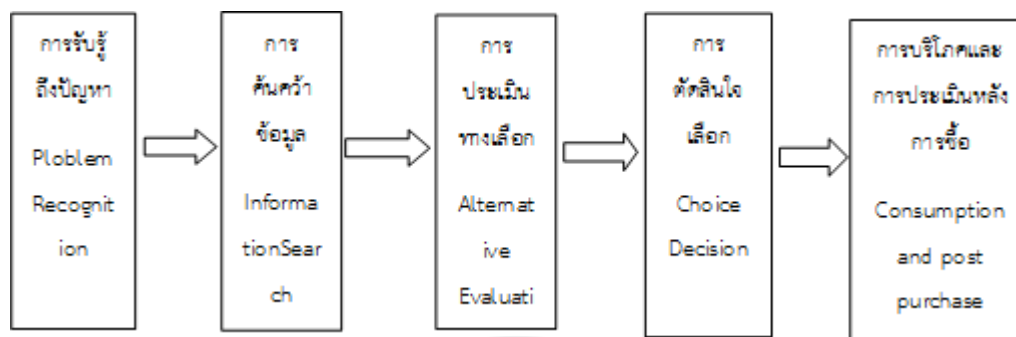 การรับรู้
ถึงปัญหา
Ploblem
Recognit
ion
การ
ค้นคว้า
ข้อมูล
Informa
tionSear
ch
การ
ประเมิน
ทางเลือก
Alternat
ive
Evaluati
การ
ตัดสินใจ
เลือก
Choice
Decision
การบริโภคและ
การประเมินหลัง
การซื้อ
Consumption
and post
purchase